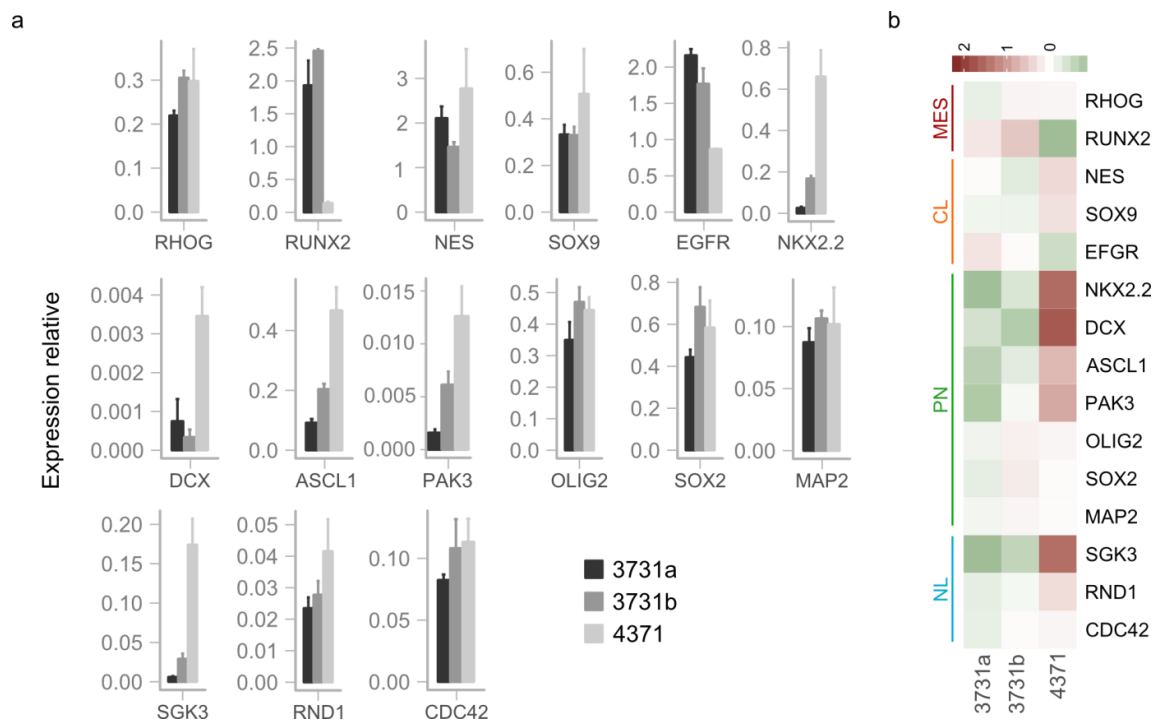 a
b
0.3
0.2
0.1
0.0
RHOG
2.5
2.0
1.5
1.0
0.5
0.0
RUNX2
3
2
1
0
NES
0.6
0.4
0.2
0.0
SOX9
2.0
1.5
1.0
0.5
0.0
EGFR
0.8
0.6
0.4
0.2
0.0
NKX2.2
Expression relative
0.004
0.003
0.002
0.001
0.000
DCX
0.4
0.2
0.0
ASCL1
0.015
0.010
0.005
0.000
PAK3
0.5
0.4
0.3
0.2
0.1
0.0
OLIG2
0.8
0.6
0.4
0.2
0.0
SOX2
0.10
0.05
0.00
MAP2
0.20
0.15
0.10
0.05
0.00
SGK3
0.05
0.04
0.03
0.02
0.01
0.00
RND1
0.10
0.05
0.00
CDC42
3731a
3731b
4371
2 1 0
MES
CL
PN
NL
RHOG
RUNX2
NES
SOX9
EFGR
NKX2.2
DCX
ASCL1
PAK3
OLIG2
SOX2
MAP2
SGK3
RND1
CDC42
3731a
3731b
4371